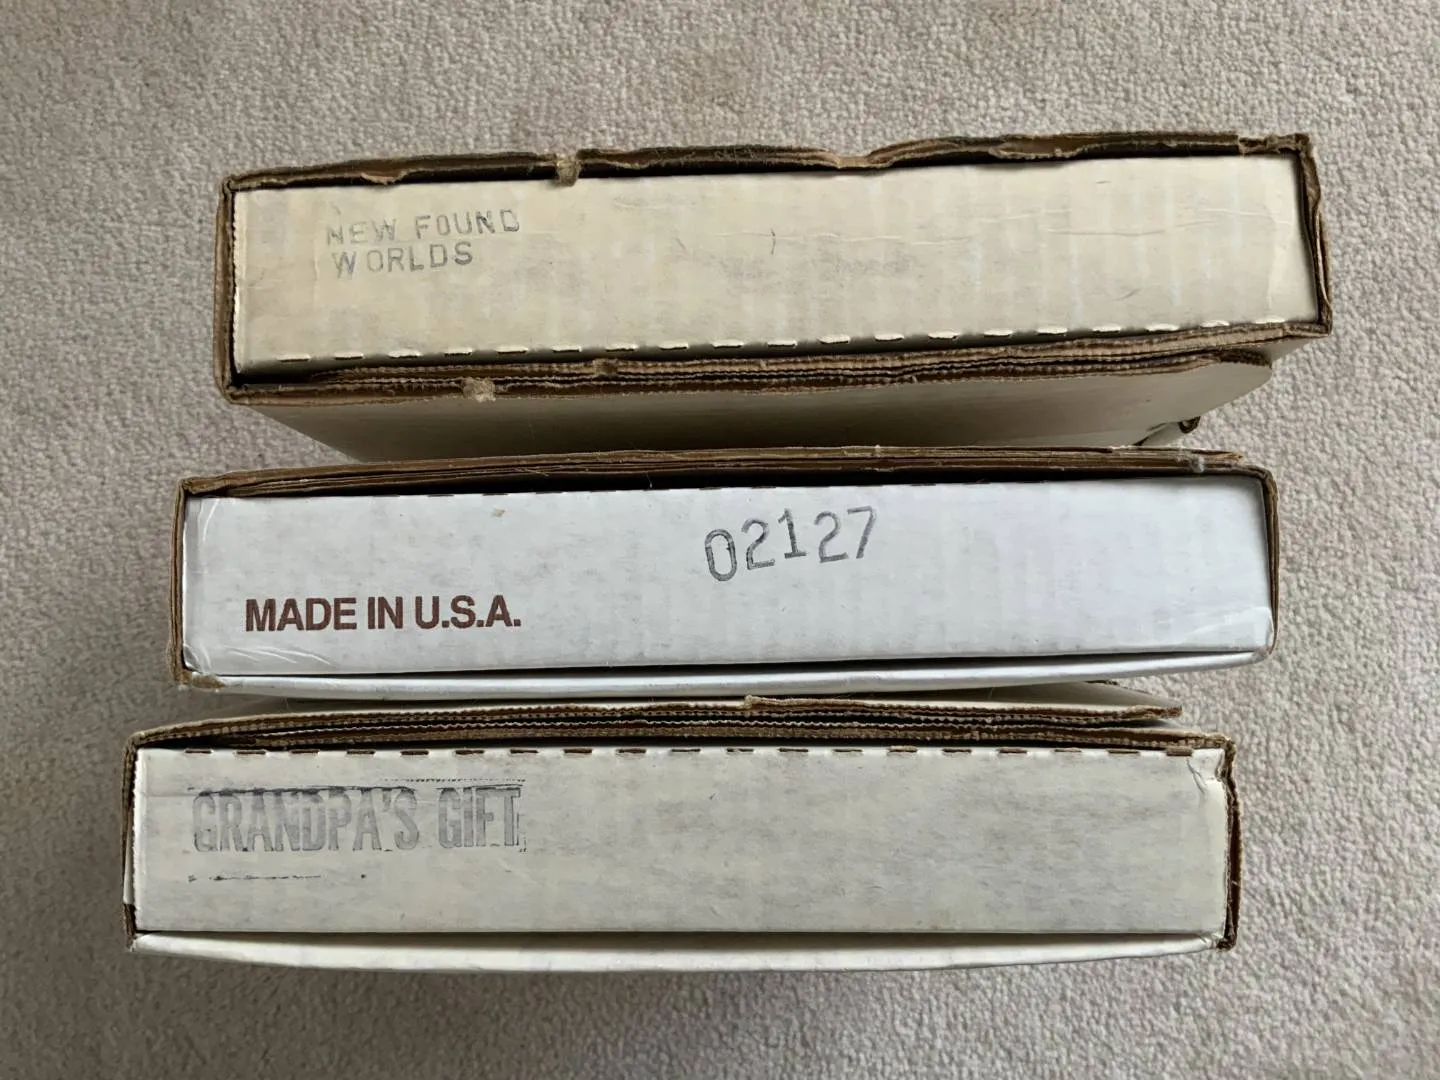 NEW FOUND
WORLDS
02127
MADE IN U.S.A.
GRANDPA'S GIFT